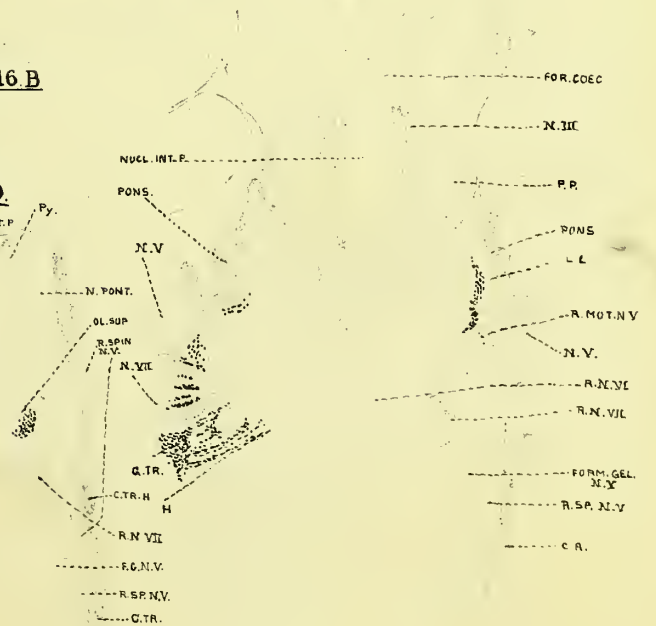 16.B
FOR.COEC
N.III
NUCL.INT.P.
P.P.
PONS.
Py.
PONS
N.V
L L
N. PONT.
R.MOT.N V
OL.SUP
R.SPIN
N.V.
N.V.
N.VII
R.N VI
R.N VII
C.TR.
FORM.GEL.
N.V
C.TR.H
H
R.SP. N.V
R.N VII
C R.
F.G.N.V.
R.SP.N.V.
C.TR.